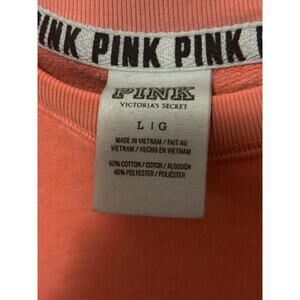 PINK PINK PINK
PINK
VICTORIA'S SECRET
L | G
MADE IN VIETNAM / FAIT AU
VIETNAM / HECHO EN VIETNAM
60% COTTON / COTON / ALGODÓN
40% POLYESTER / POLIÉSTER